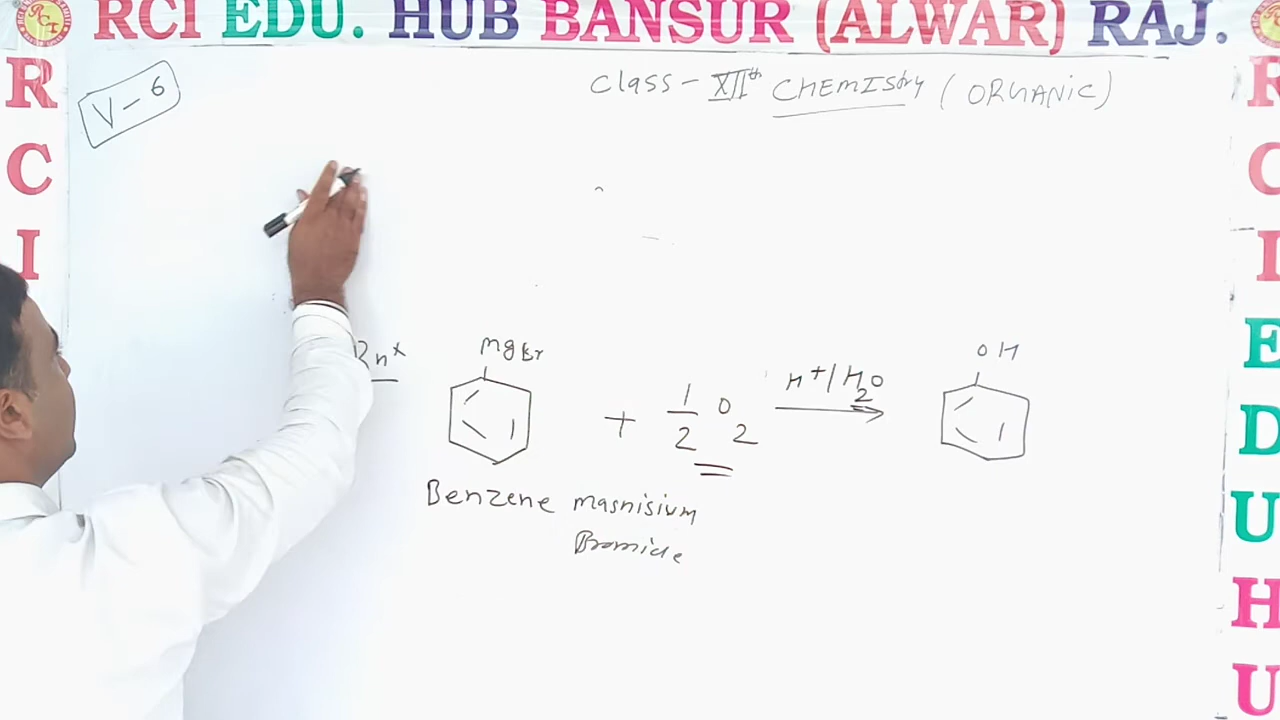 RCI EDU. HUB BANSUR (ALWAR) RAJ.
R
C
I
R
C
I
E
D
U
H
U
V-6
Class - XIIth CHEMIStry (ORGANIC)
MgBr
+ 1/2 O2
H+/H2O
OH
Benzene
Bromide